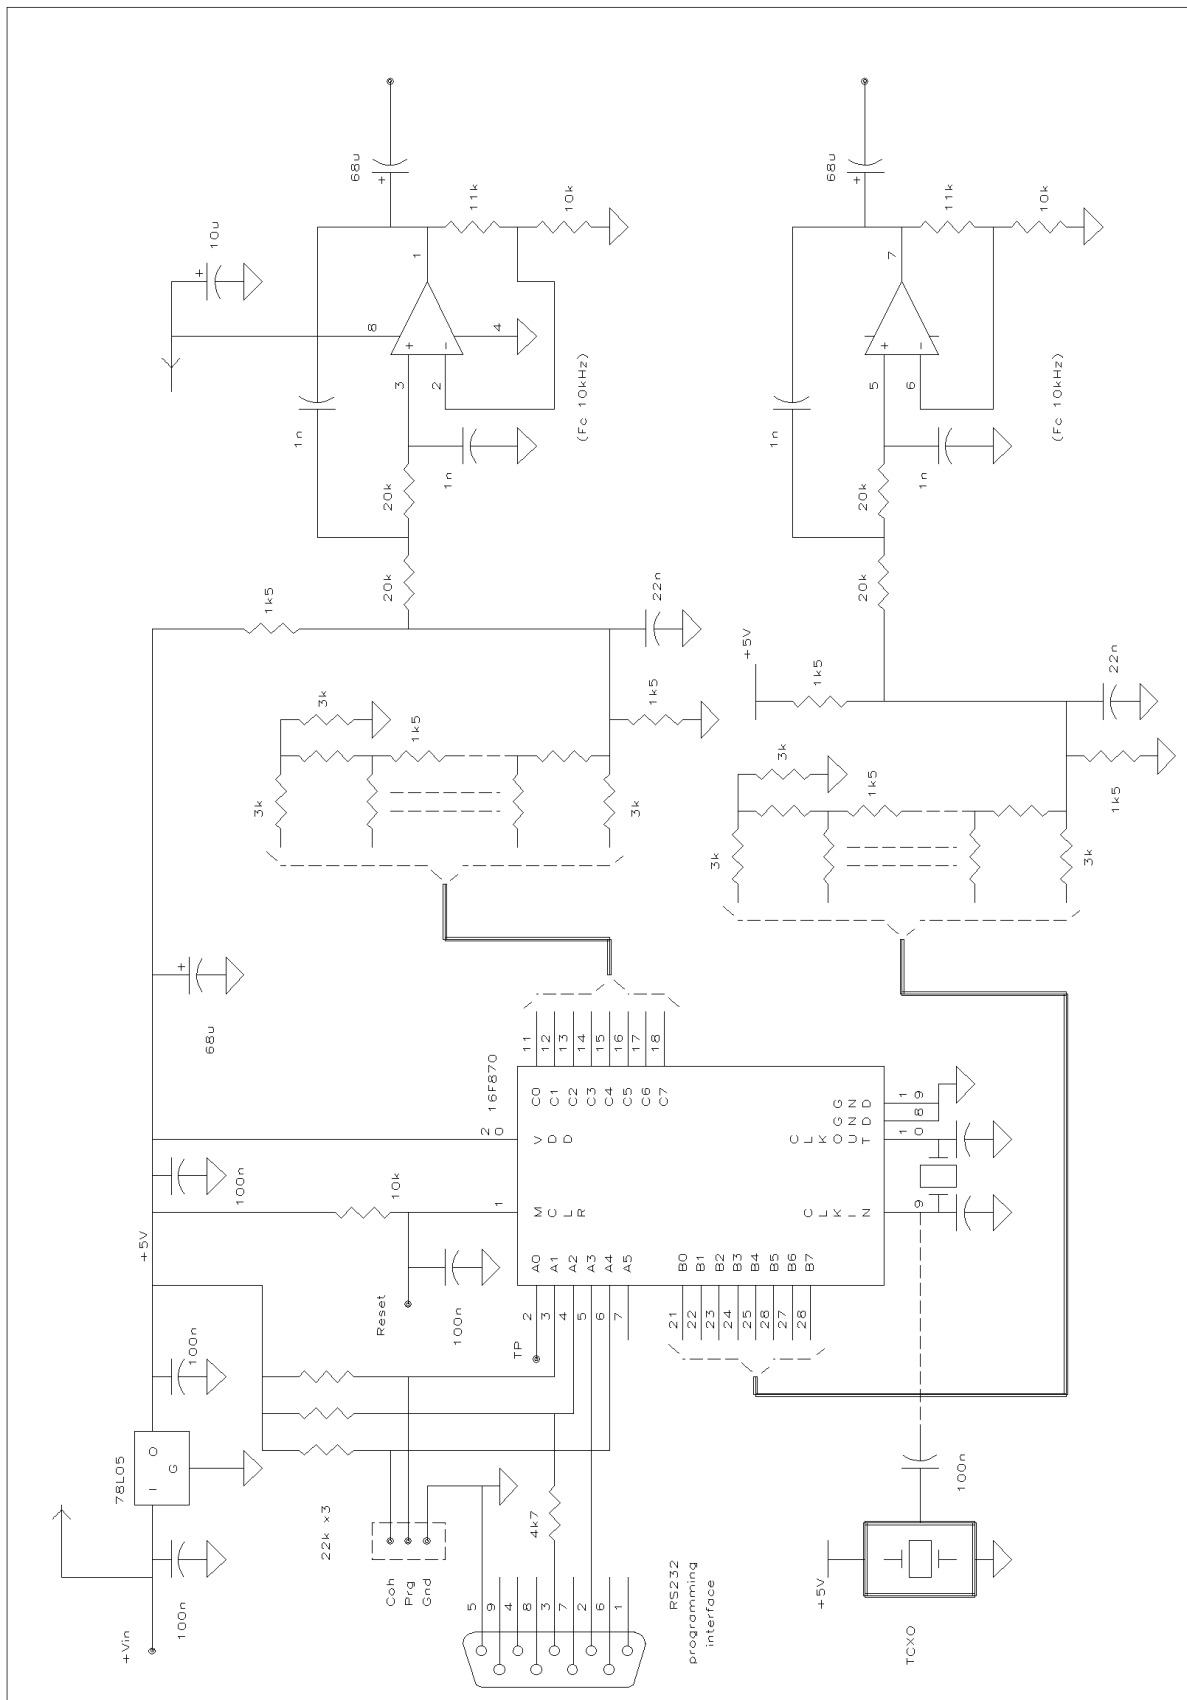 +Vin
100n
78L05
I
O
G
100n
+5V
100n
68u
+
1k5
10u
+
22k x3
10k
Reset
100n
3k
3k
1k5
3k
1k5
22n
20k
20k
1n
1n
3
2
+
-
8
4
1
68u
+
11k
10k
(Fc 10kHz)
Coh
Prg
Gnd
4k7
5
9
4
8
3
7
2
6
1
RS232
programming
interface
TP
2
3
4
5
6
7
A0
A1
A2
A3
A4
A5
1
MCLR
20
VDD
16F870
C0
C1
C2
C3
C4
C5
C6
C7
11
12
13
14
15
16
17
18
21
22
23
24
25
28
27
28
B0
B1
B2
B3
B4
B5
B6
B7
CLKIN
9
CLKOUT
10
GND
8
GND
19
3k
3k
1k5
3k
1k5
+5V
1k5
22n
20k
20k
1n
1n
5
6
+
-
7
68u
+
11k
10k
(Fc 10kHz)
+5V
TCXO
100n